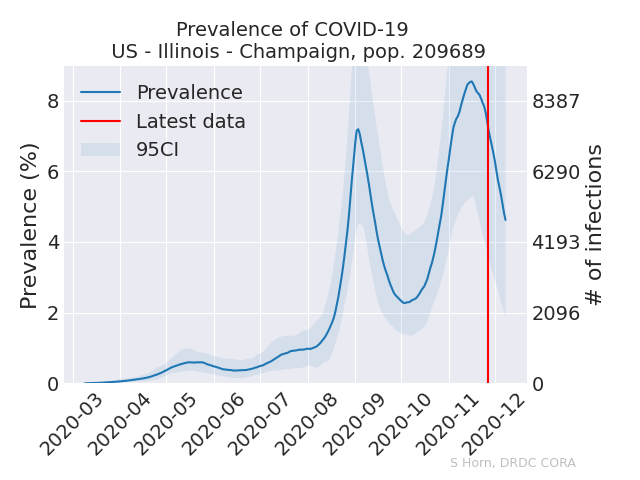 Prevalence of COVID-19
US - Illinois - Champaign, pop. 209689
Prevalence
Latest data
95CI
Prevalence (%)
8
6
4
2
0
8387
6290
4193
2096
0
# of infections
2020-03
2020-04
2020-05
2020-06
2020-07
2020-08
2020-09
2020-10
2020-11
2020-12
S Horn, DRDC CORA